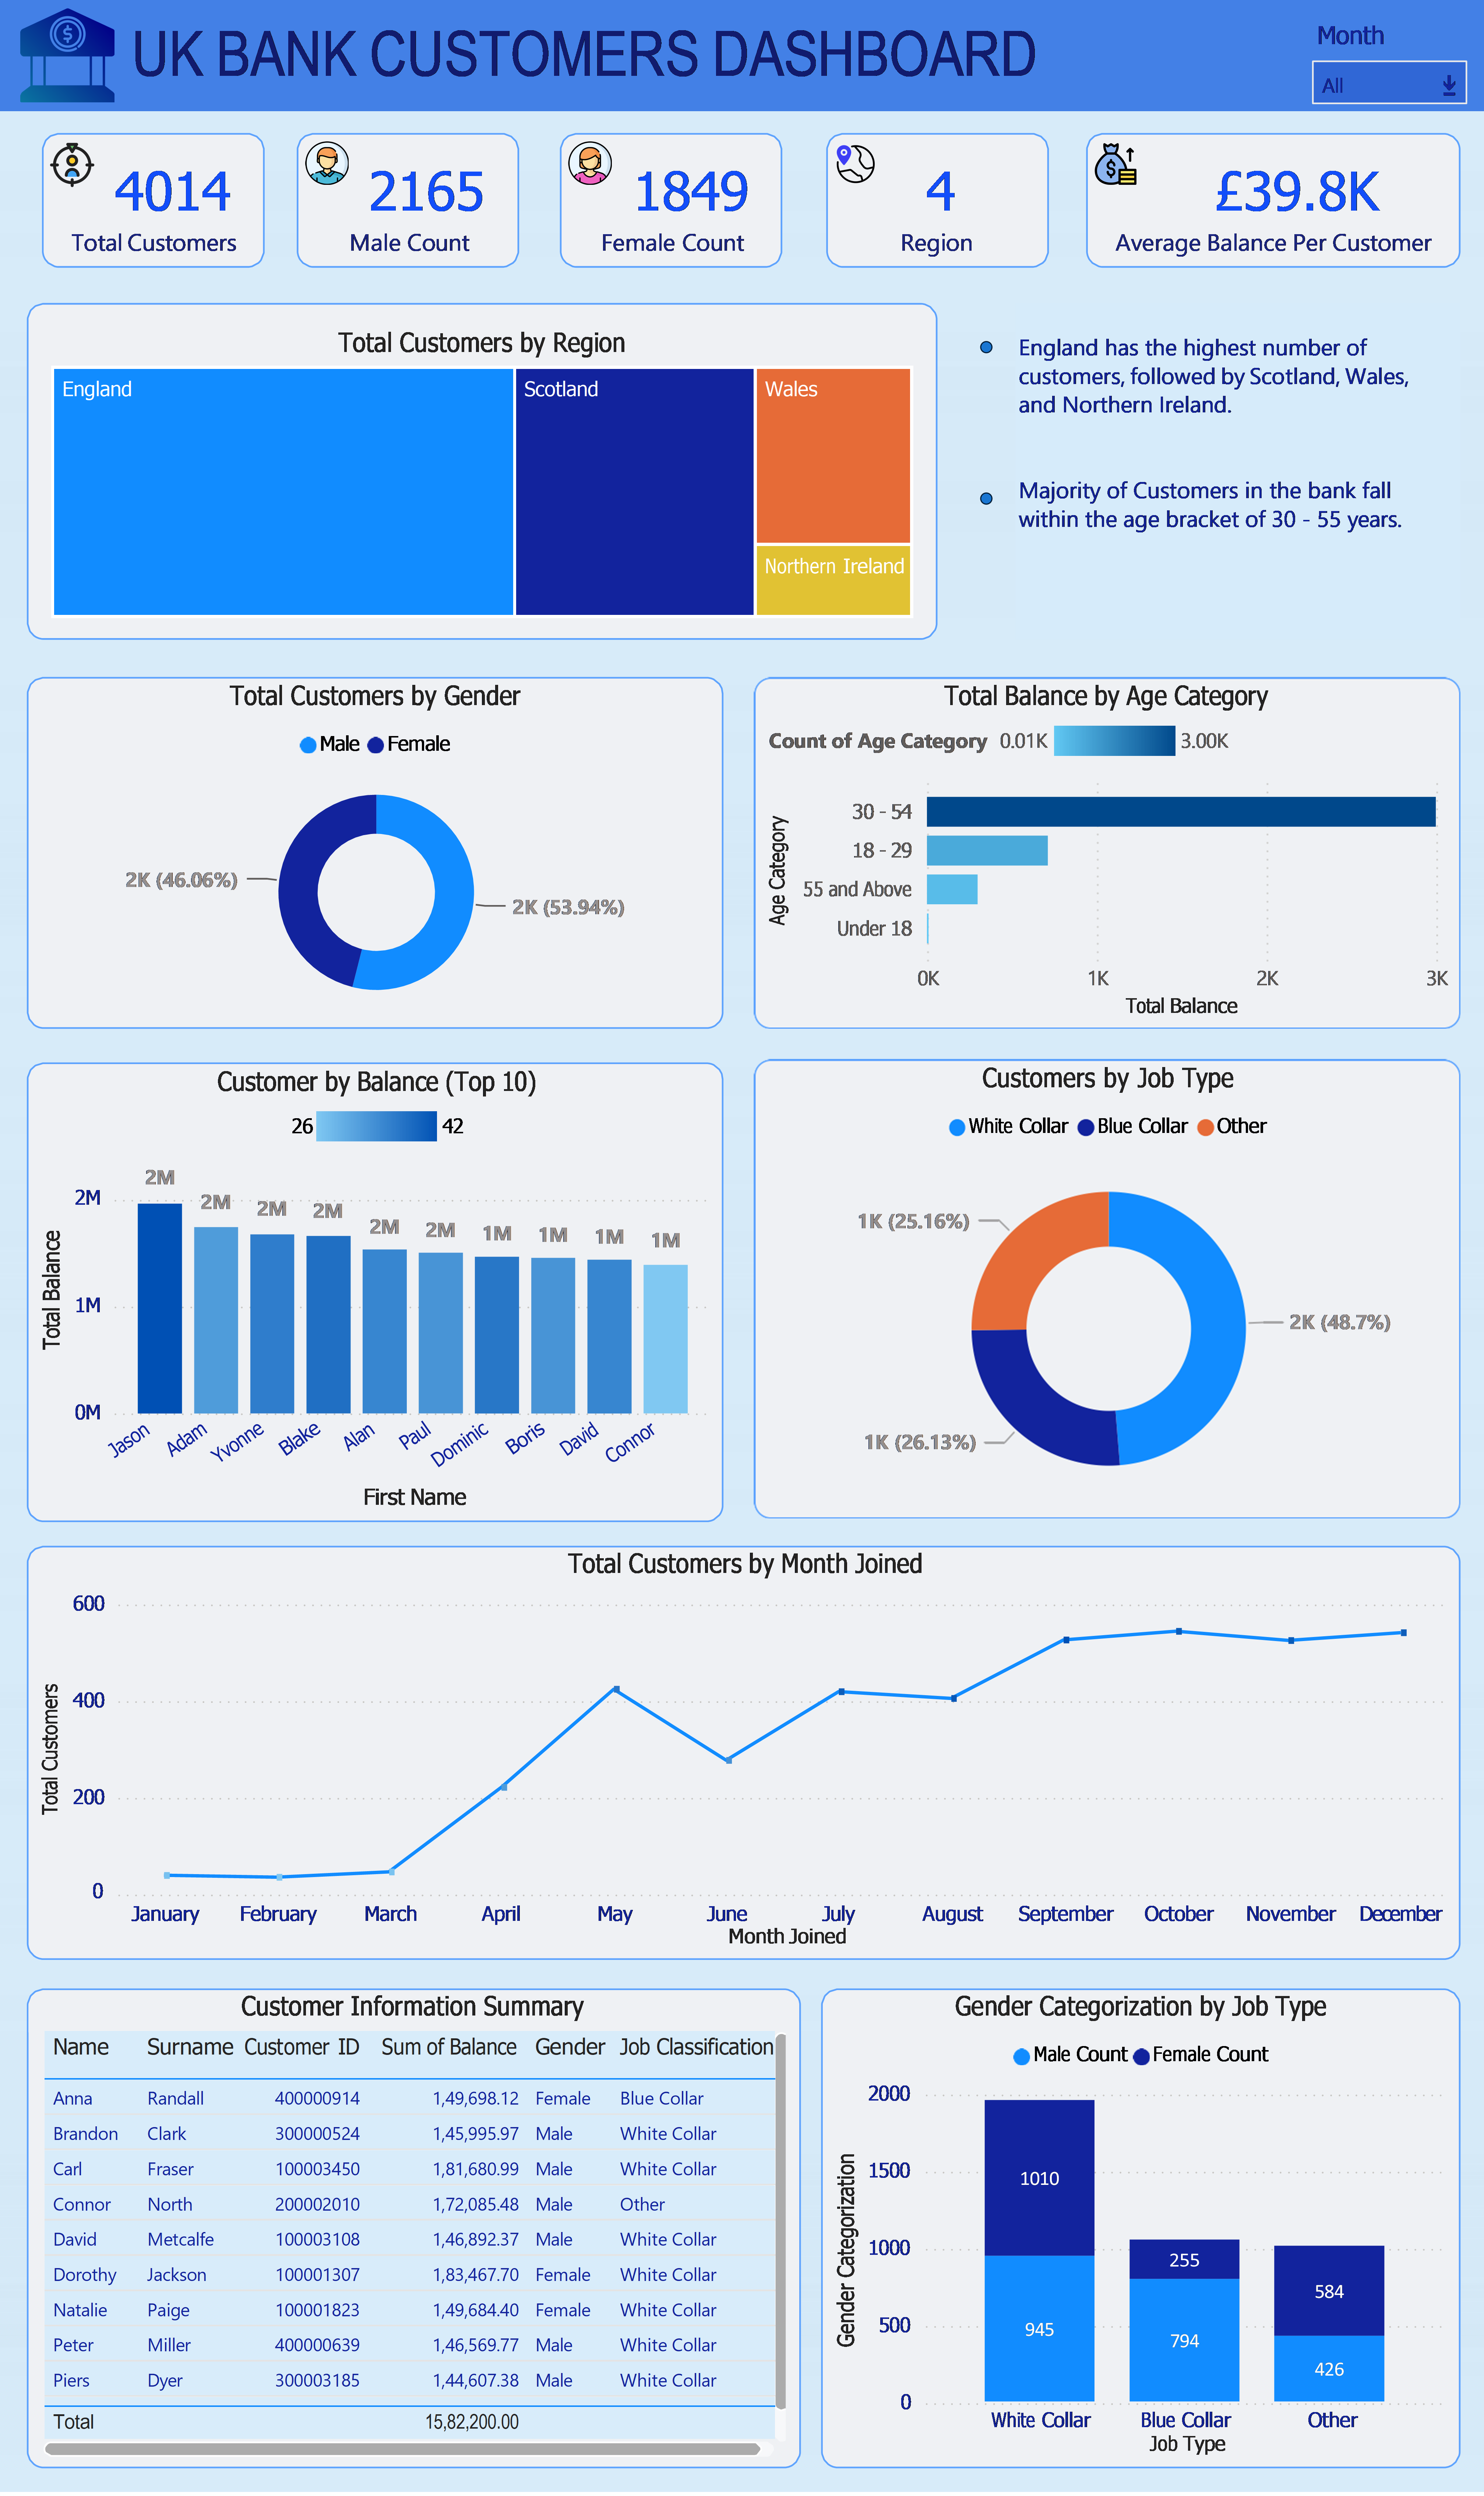 UK BANK CUSTOMERS DASHBOARD
Month
All
4014
Total Customers
2165
Male Count
1849
Female Count
4
Region
£39.8K
Average Balance Per Customer
Total Customers by Region
England
Scotland
Wales
Northern Ireland
England has the highest number of
customers, followed by Scotland, Wales,
and Northern Ireland.
Majority of Customers in the bank fall
within the age bracket of 30 - 55 years.
Total Customers by Gender
Male Female
2K (46.06%)
2K (53.94%)
Total Balance by Age Category
Count of Age Category 0.01K 3.00K
Age Category
30 - 54
18 - 29
55 and Above
Under 18
0K 1K 2K 3K
Total Balance
Customer by Balance (Top 10)
26 42
Total Balance
2M
1M
0M
2M 2M 2M 2M 2M 2M 1M 1M 1M 1M
Jason Adam Yvonne Blake Alan Paul Dominic Boris David Connor
First Name
Customers by Job Type
White Collar Blue Collar Other
1K (25.16%)
2K (48.7%)
1K (26.13%)
Total Customers by Month Joined
Total Customers
600
400
200
0
January February March April May June July August September October November December
Month Joined
Customer Information Summary
Name Surname Customer ID Sum of Balance Gender Job Classification
Anna Randall 400000914 1,49,698.12 Female Blue Collar
Brandon Clark 300000524 1,45,995.97 Male White Collar
Carl Fraser 100003450 1,81,680.99 Male White Collar
Connor North 200002010 1,72,085.48 Male Other
David Metcalfe 100003108 1,46,892.37 Male White Collar
Dorothy Jackson 100001307 1,83,467.70 Female White Collar
Natalie Paige 100001823 1,49,684.40 Female White Collar
Peter Miller 400000639 1,46,569.77 Male White Collar
Piers Dyer 300003185 1,44,607.38 Male White Collar
Total 15,82,200.00
Gender Categorization by Job Type
Male Count Female Count
Gender Categorization
2000
1500
1000
500
0
1010
945
255
794
584
426
White Collar Blue Collar Other
Job Type